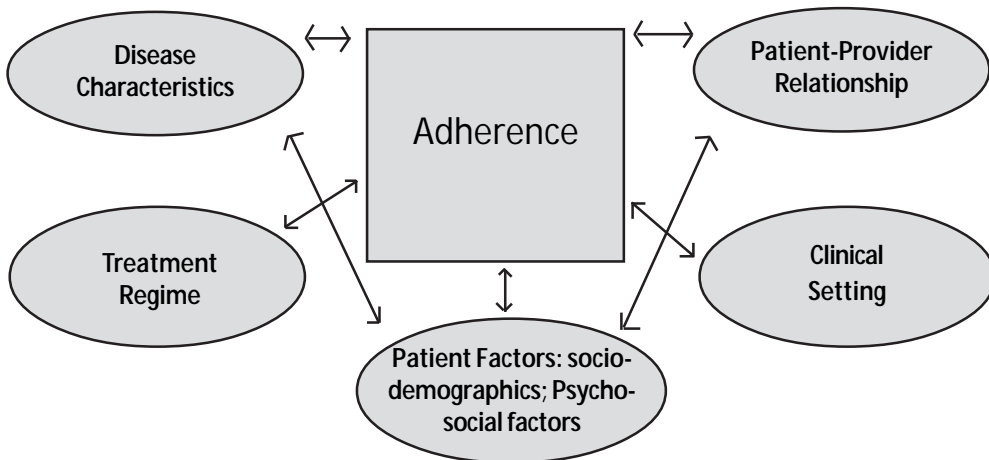 Disease
Characteristics
Adherence
Patient-Provider
Relationship
Treatment
Regime
Clinical
Setting
Patient Factors: socio-
demographics; Psycho-
social factors